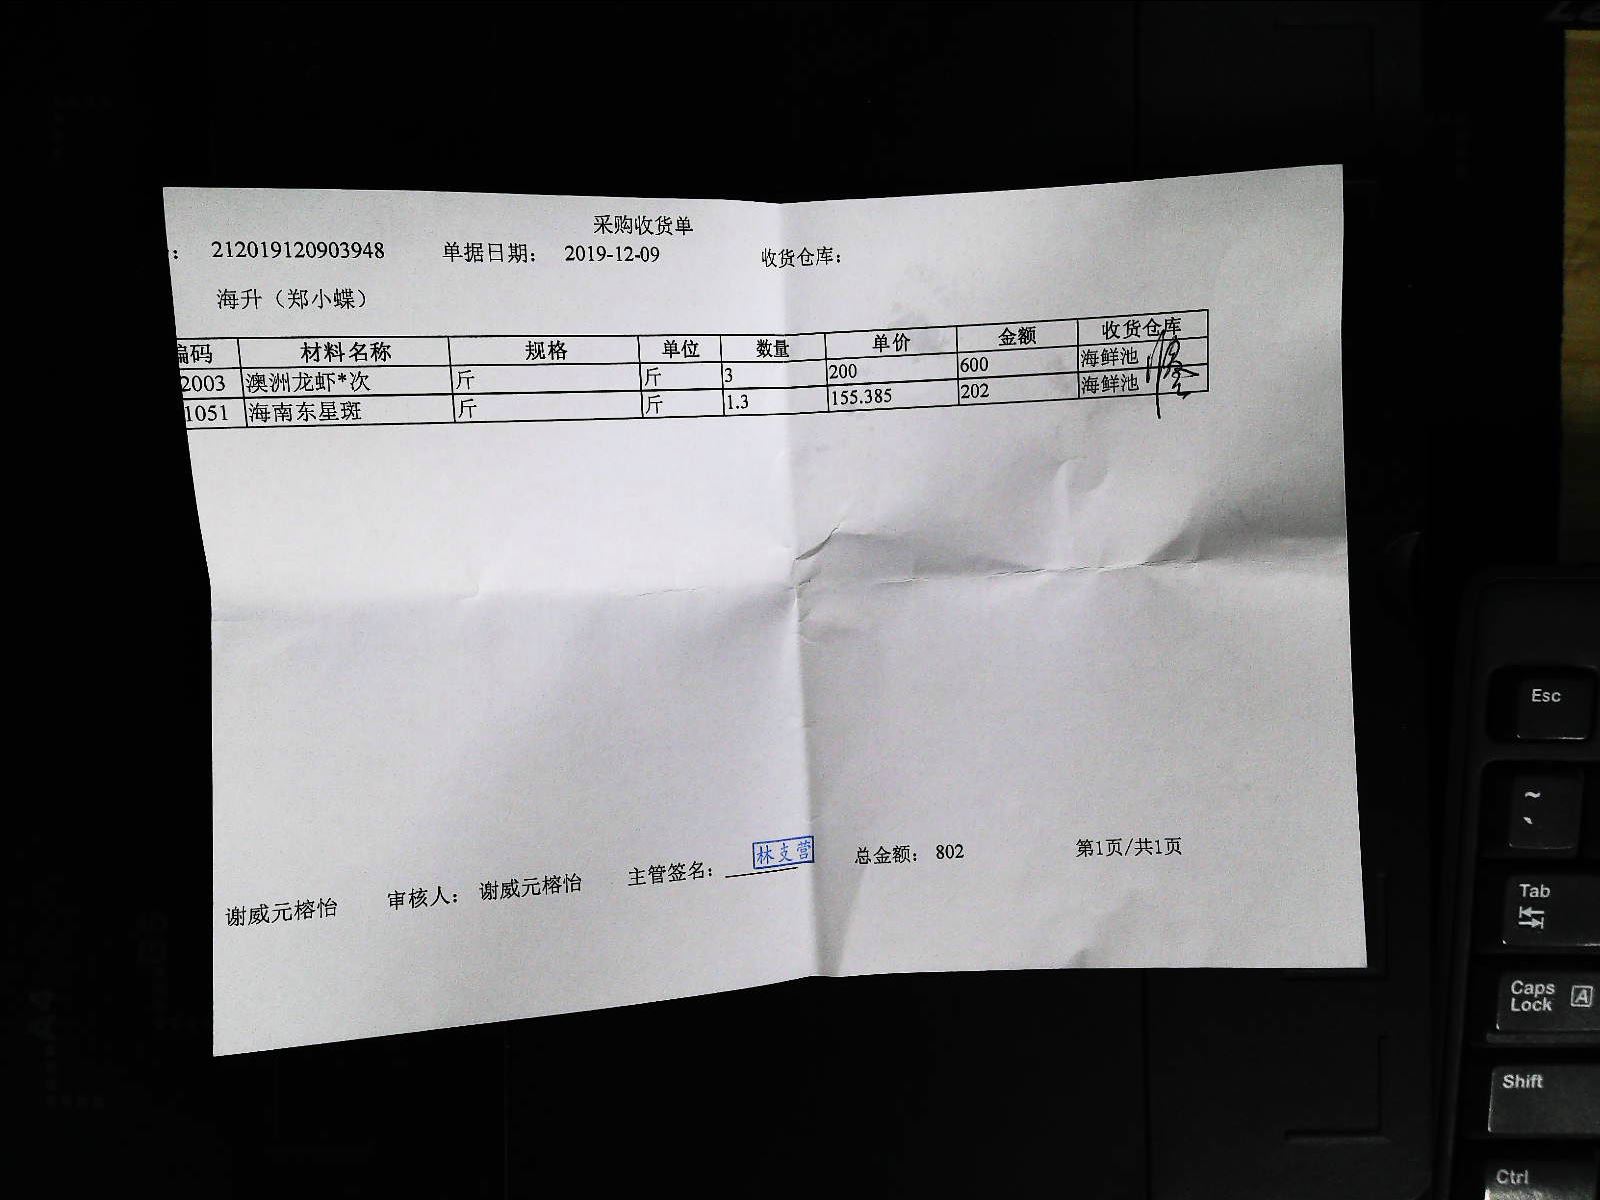 采购收货单
: 212019120903948 单据日期: 2019-12-09 收货仓库:
海升（郑小蝶）
编码 材料名称 规格 单位 数量 单价 金额 收货仓库
2003 澳洲龙虾*次 斤 斤 3 200 600 海鲜池
1051 海南东星斑 斤 斤 1.3 155.385 202 海鲜池
谢威元榕怡 审核人: 谢威元榕怡 主管签名: 林支营 总金额: 802 第1页/共1页
Esc
~
`
Tab
Caps Lock A
Shift
Ctrl